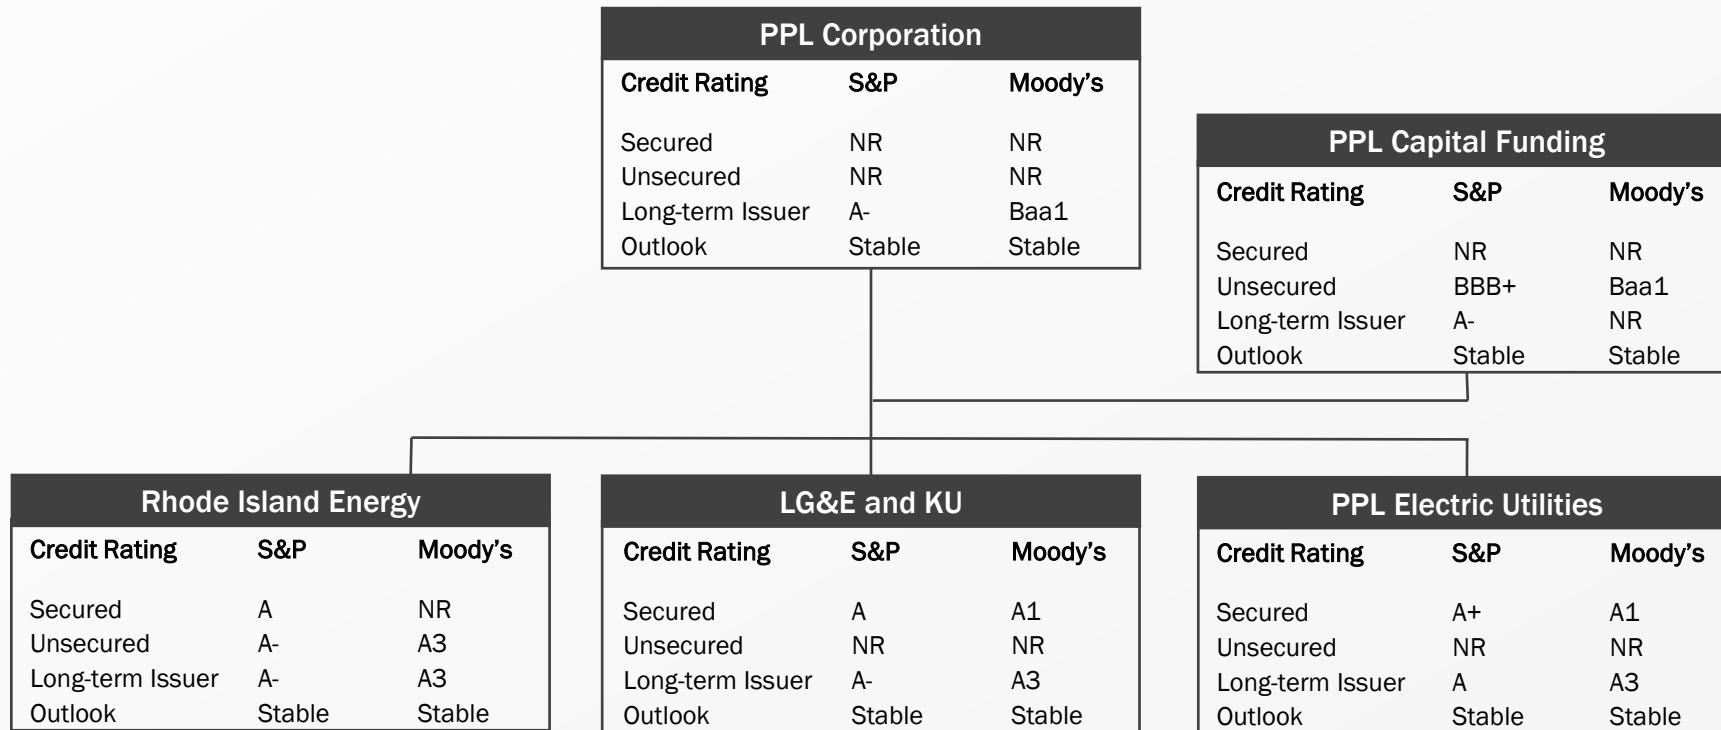 PPL Corporation
Credit Rating S&P Moody's
Secured NR NR
Unsecured NR NR
Long-term Issuer A- Baa1
Outlook Stable Stable
PPL Capital Funding
Credit Rating S&P Moody's
Secured NR NR
Unsecured BBB+ Baa1
Long-term Issuer A- NR
Outlook Stable Stable
Rhode Island Energy
Credit Rating S&P Moody's
Secured A NR
Unsecured A- A3
Long-term Issuer A- A3
Outlook Stable Stable
LG&E and KU
Credit Rating S&P Moody's
Secured A A1
Unsecured NR NR
Long-term Issuer A- A3
Outlook Stable Stable
PPL Electric Utilities
Credit Rating S&P Moody's
Secured A+ A1
Unsecured NR NR
Long-term Issuer A A3
Outlook Stable Stable